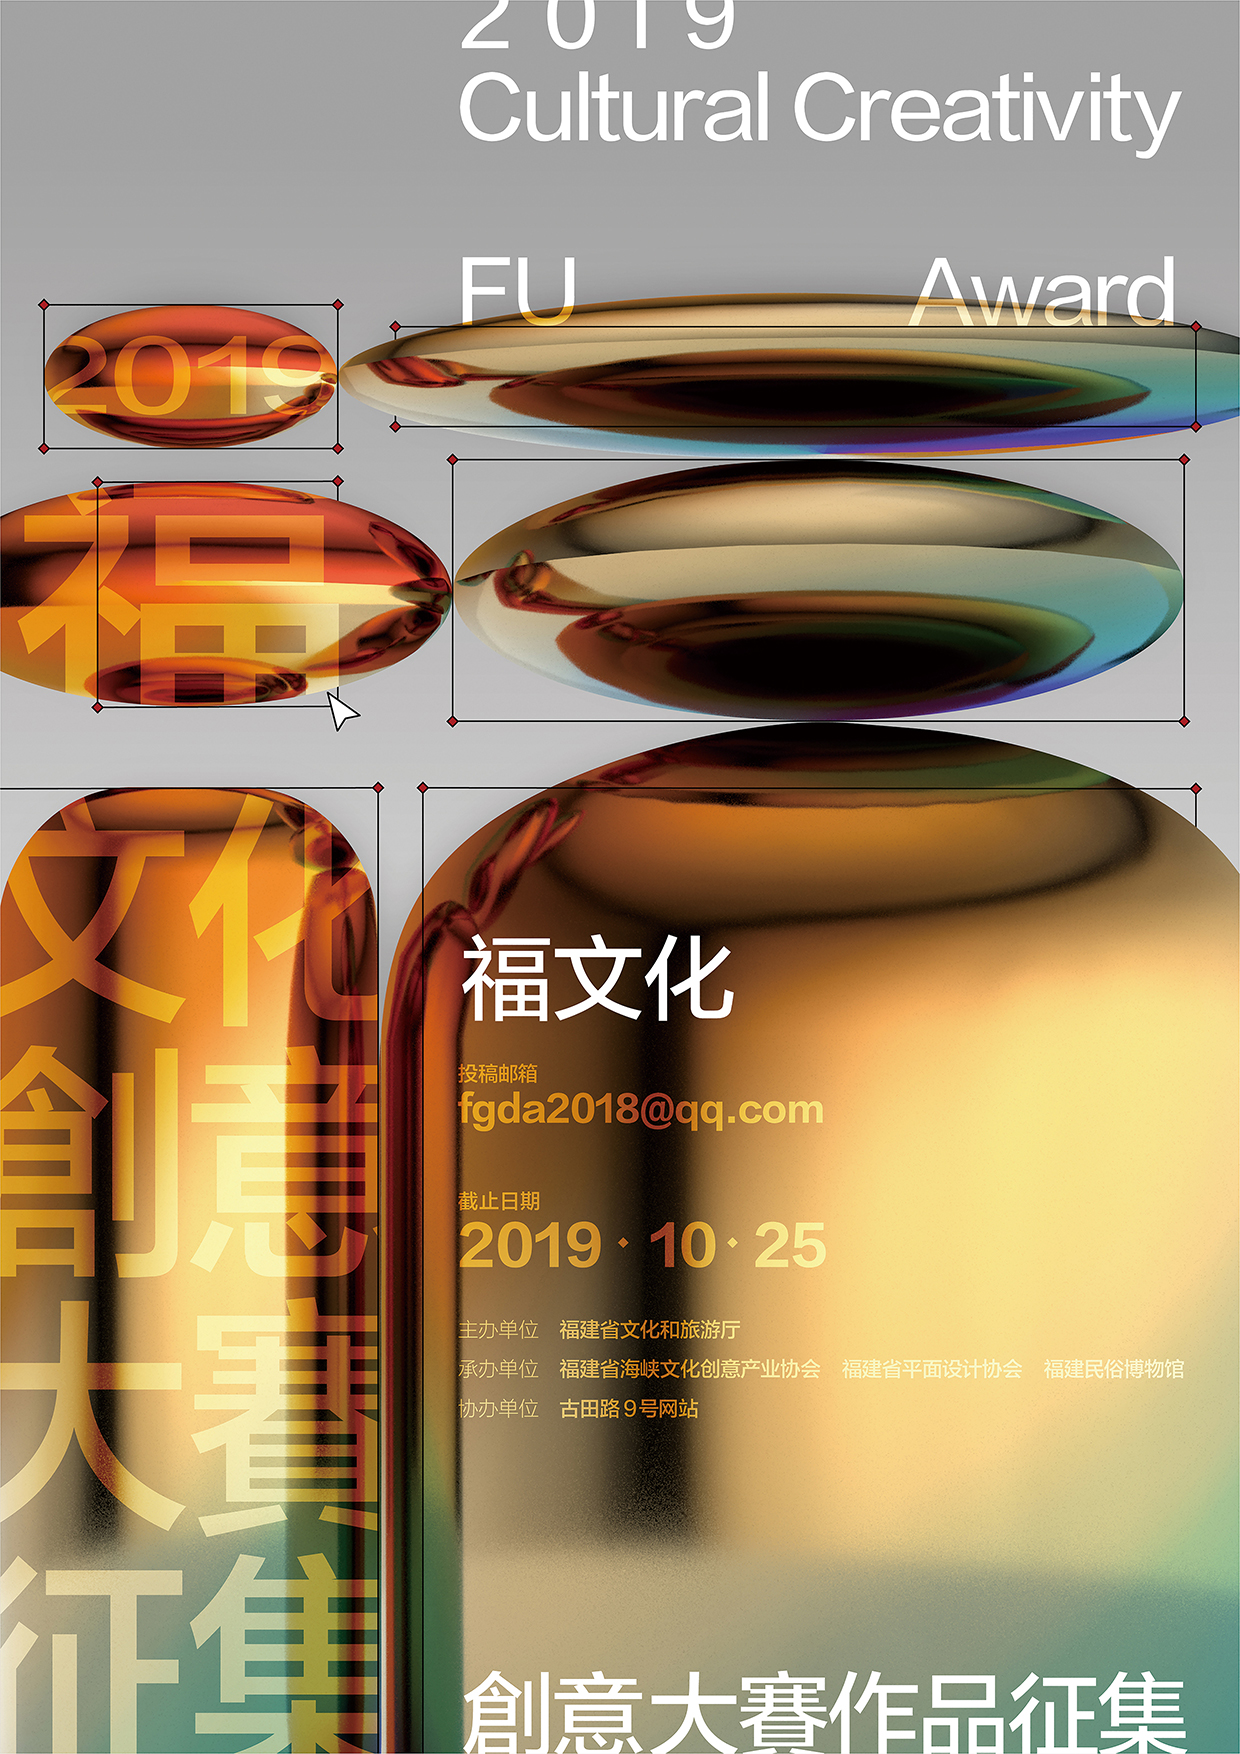 2019
Cultural Creativity
FU Award
2019
福
文化
創意
大賽
征集
福文化
投稿邮箱
fgda2018@qq.com
截止日期
2019·10·25
主办单位 福建省文化和旅游厅
承办单位 福建省海峡文化创意产业协会 福建省平面设计协会 福建民俗博物馆
协办单位 古田路9号网站
創意大賽作品征集